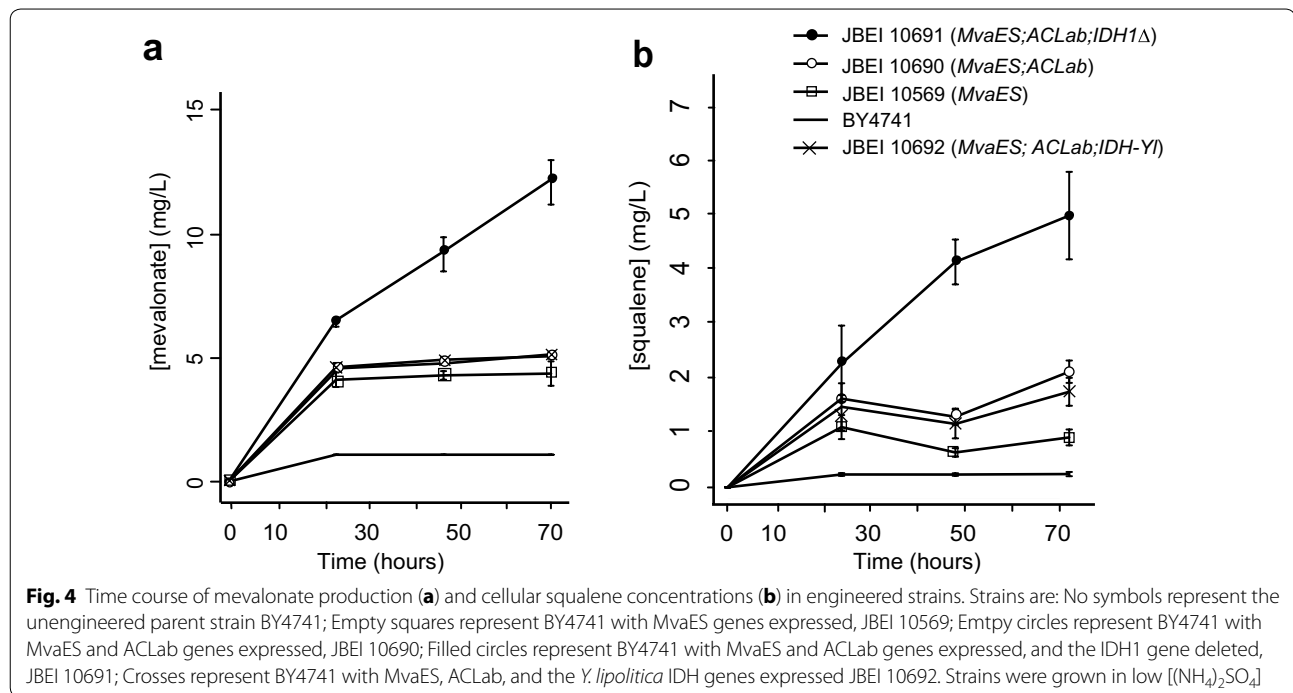 a
15
10
5
0
[mevalonate] (mg/L)
0 10 30 50 70
Time (hours)
b
JBEI 10691 (MvaES;ACLab;IDH1Δ)
JBEI 10690 (MvaES;ACLab)
JBEI 10569 (MvaES)
BY4741
JBEI 10692 (MvaES; ACLab;IDH-Yl)
7
6
5
4
3
2
1
0
[squalene] (mg/L)
0 10 30 50 70
Time (hours)
Fig. 4 Time course of mevalonate production (a) and cellular squalene concentrations (b) in engineered strains. Strains are: No symbols represent the
unengineered parent strain BY4741; Empty squares represent BY4741 with MvaES genes expressed, JBEI 10569; Emtpy circles represent BY4741 with
MvaES and ACLab genes expressed, JBEI 10690; Filled circles represent BY4741 with MvaES and ACLab genes expressed, and the IDH1 gene deleted,
JBEI 10691; Crosses represent BY4741 with MvaES, ACLab, and the Y. lipolitica IDH genes expressed JBEI 10692. Strains were grown in low [(NH₄)₂SO₄]